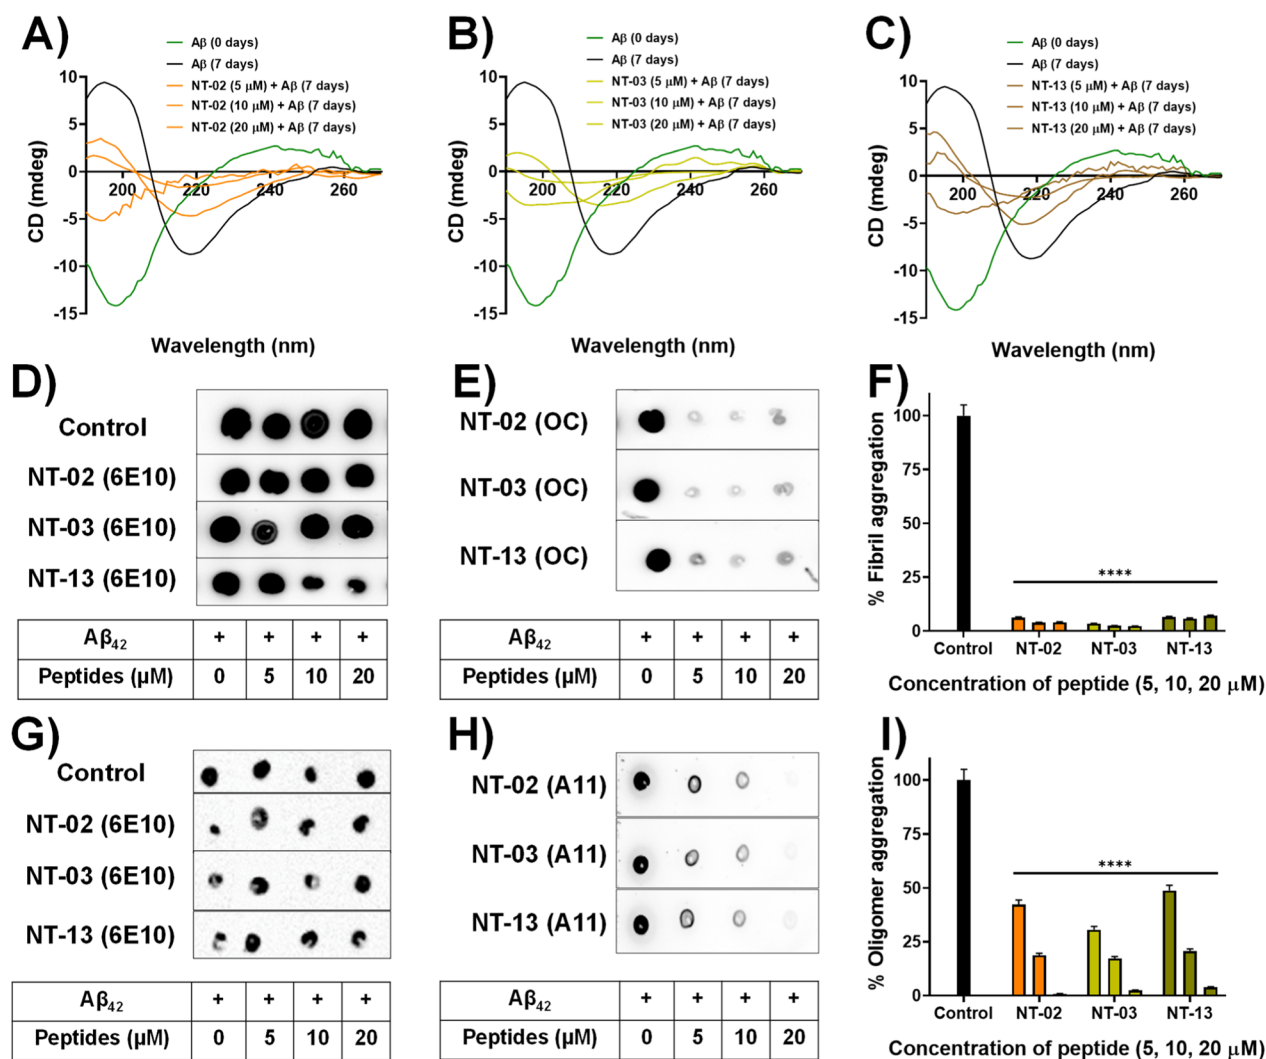 A)
Aβ (0 days)
Aβ (7 days)
NT-02 (5 μM) + Aβ (7 days)
NT-02 (10 μM) + Aβ (7 days)
NT-02 (20 μM) + Aβ (7 days)
10
5
0
-5
-10
-15
200
220
240
260
CD (mdeg)
Wavelength (nm)
B)
Aβ (0 days)
Aβ (7 days)
NT-03 (5 μM) + Aβ (7 days)
NT-03 (10 μM) + Aβ (7 days)
NT-03 (20 μM) + Aβ (7 days)
10
5
0
-5
-10
-15
200
220
240
260
CD (mdeg)
Wavelength (nm)
C)
Aβ (0 days)
Aβ (7 days)
NT-13 (5 μM) + Aβ (7 days)
NT-13 (10 μM) + Aβ (7 days)
NT-13 (20 μM) + Aβ (7 days)
10
5
0
-5
-10
-15
200
220
240
260
CD (mdeg)
Wavelength (nm)
D)
Control
NT-02 (6E10)
NT-03 (6E10)
NT-13 (6E10)
Aβ42 + + + +
Peptides (μM) 0 5 10 20
E)
NT-02 (OC)
NT-03 (OC)
NT-13 (OC)
Aβ42 + + + +
Peptides (μM) 0 5 10 20
F)
% Fibril aggregation
100
75
50
25
0
****
Control NT-02 NT-03 NT-13
Concentration of peptide (5, 10, 20 μM)
G)
Control
NT-02 (6E10)
NT-03 (6E10)
NT-13 (6E10)
Aβ42 + + + +
Peptides (μM) 0 5 10 20
H)
NT-02 (A11)
NT-03 (A11)
NT-13 (A11)
Aβ42 + + + +
Peptides (μM) 0 5 10 20
I)
% Oligomer aggregation
100
75
50
25
0
****
Control NT-02 NT-03 NT-13
Concentration of peptide (5, 10, 20 μM)